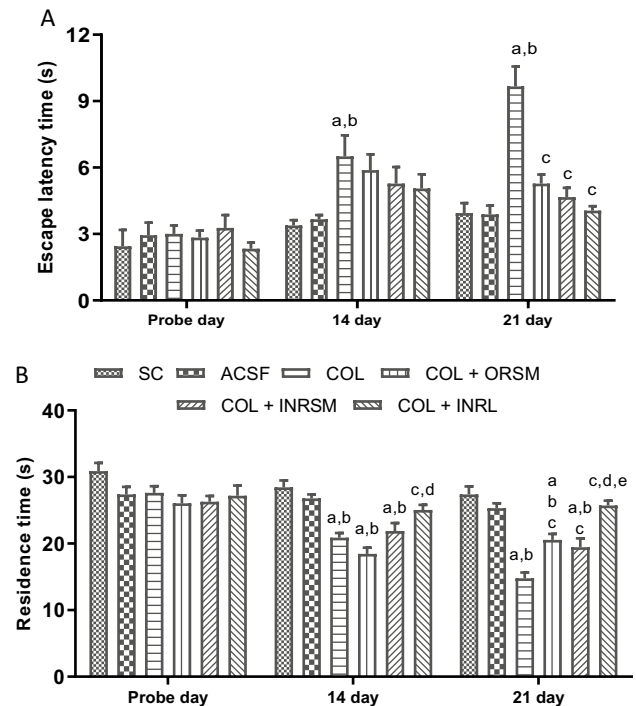 A
12
9
6
3
0
Escape latency time (s)
a,b
a,b
c
c
c
Probe day
14 day
21 day
B
SC
ACSF
COL
COL + ORSM
COL + INRSM
COL + INRL
40
30
20
10
0
Residence time (s)
a,b
a,b
a,b
c,d
a,b
a
b
c
a,b
c
c,d,e
Probe day
14 day
21 day